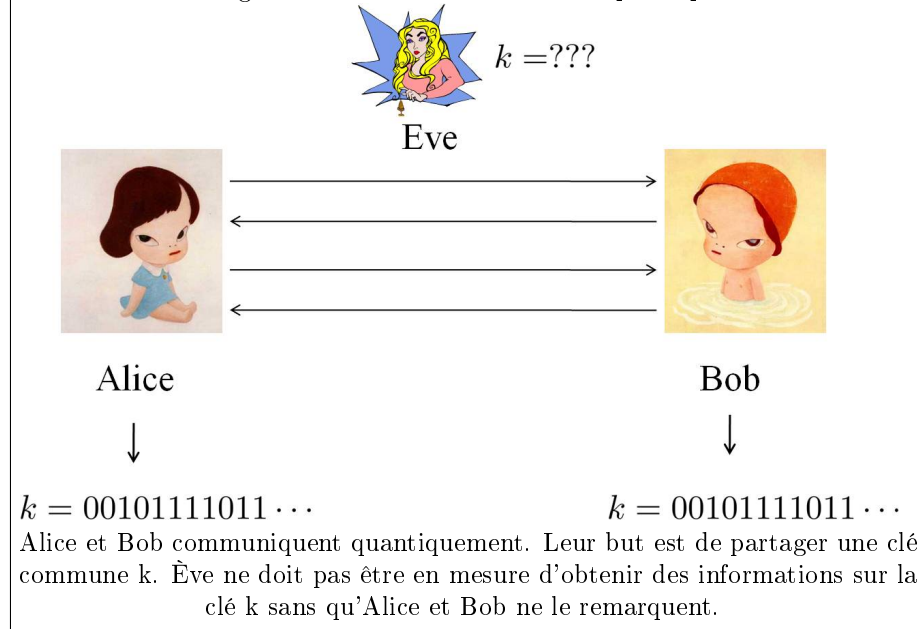 k =???
Eve
Alice
Bob
k = 00101111011 ···
k = 00101111011 ···
Alice et Bob communiquent quantiquement. Leur but est de partager une clé
commune k. Ève ne doit pas être en mesure d'obtenir des informations sur la
clé k sans qu'Alice et Bob ne le remarquent.